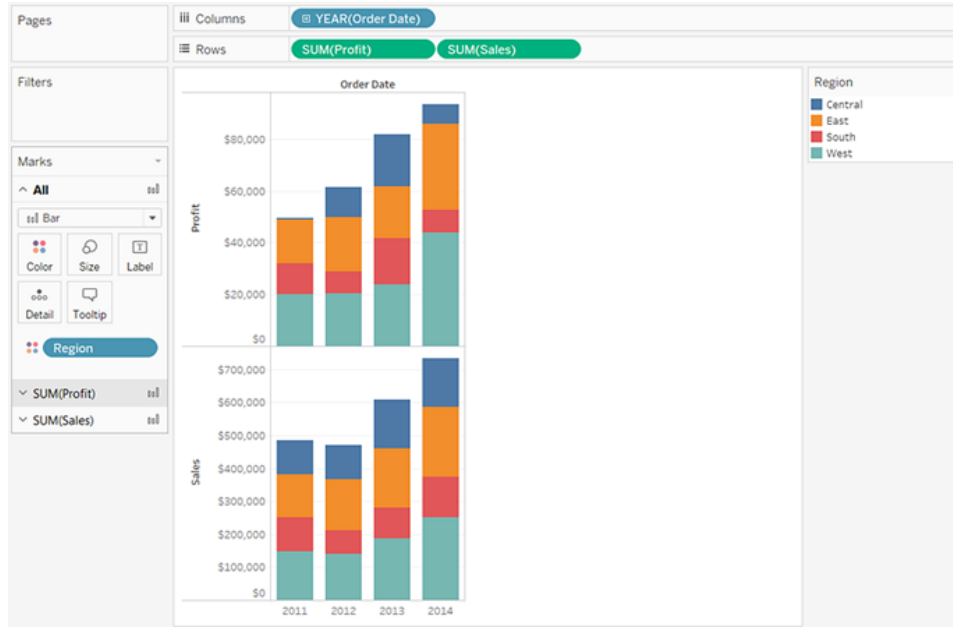 Pages
Columns
YEAR(Order Date)
Rows
SUM(Profit)
SUM(Sales)
Filters
Marks
All
Bar
Color
Size
Label
Detail
Tooltip
Region
SUM(Profit)
SUM(Sales)
Order Date
Profit
$80,000
$60,000
$40,000
$20,000
$0
Sales
$700,000
$600,000
$500,000
$400,000
$300,000
$200,000
$100,000
$0
2011 2012 2013 2014
Region
Central
East
South
West